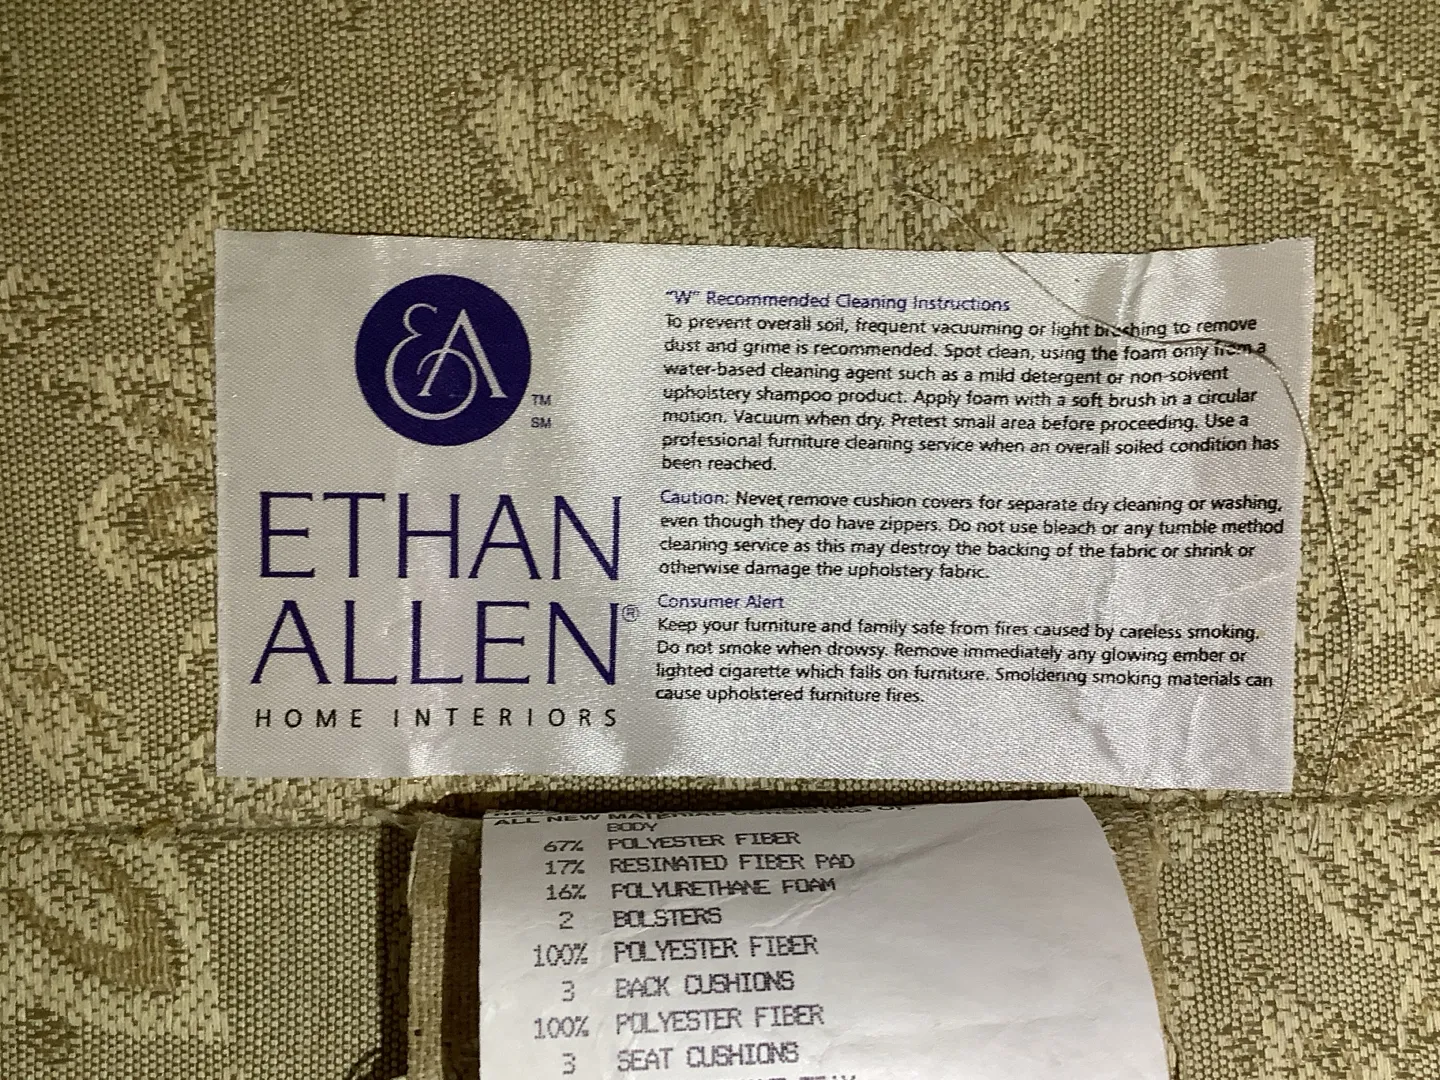 EA
TM
SM
ETHAN
ALLEN®
HOME INTERIORS
"W" Recommended Cleaning Instructions
To prevent overall soil, frequent vacuuming or light brushing to remove
dust and grime is recommended. Spot clean, using the foam only from a
water-based cleaning agent such as a mild detergent or non-solvent
upholstery shampoo product. Apply foam with a soft brush in a circular
motion. Vacuum when dry. Pretest small area before proceeding. Use a
professional furniture cleaning service when an overall soiled condition has
been reached.
Caution: Never remove cushion covers for separate dry cleaning or washing,
even though they do have zippers. Do not use bleach or any tumble method
cleaning service as this may destroy the backing of the fabric or shrink or
otherwise damage the upholstery fabric.
Consumer Alert
Keep your furniture and family safe from fires caused by careless smoking.
Do not smoke when drowsy. Remove immediately any glowing ember or
lighted cigarette which falls on furniture. Smoldering smoking materials can
cause upholstered furniture fires.
ALL NEW MATERIAL CONSISTING OF:
BODY
67% POLYESTER FIBER
17% RESINATED FIBER PAD
16% POLYURETHANE FOAM
2 BOLSTERS
100% POLYESTER FIBER
3 BACK CUSHIONS
100% POLYESTER FIBER
3 SEAT CUSHIONS